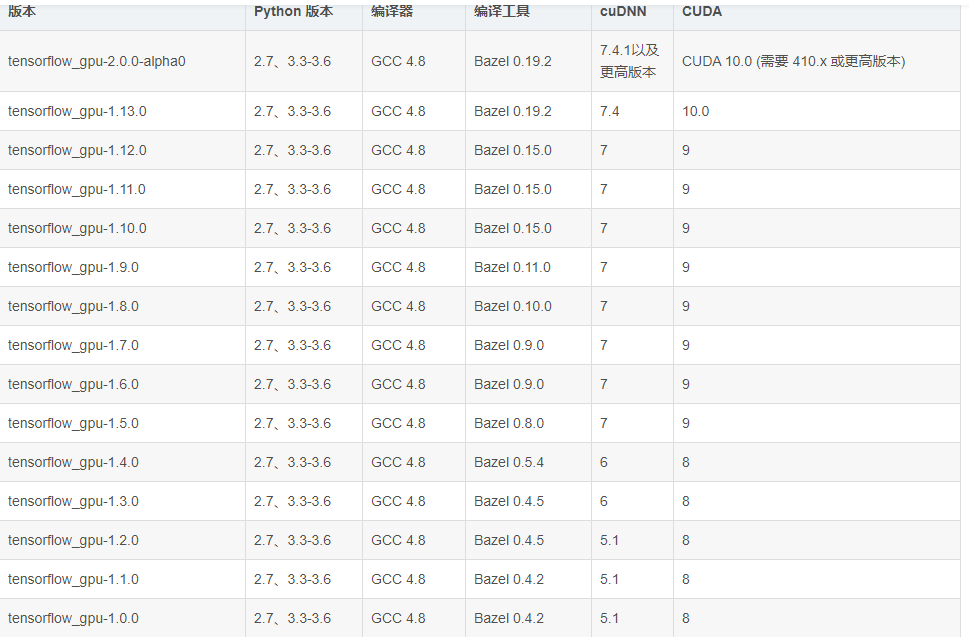 版本 Python 版本 编译器 编译工具 cuDNN CUDA
tensorflow_gpu-2.0.0-alpha0 2.7、3.3-3.6 GCC 4.8 Bazel 0.19.2 7.4.1以及 CUDA 10.0 (需要 410.x 或更高版本)
更高版本
tensorflow_gpu-1.13.0 2.7、3.3-3.6 GCC 4.8 Bazel 0.19.2 7.4 10.0
tensorflow_gpu-1.12.0 2.7、3.3-3.6 GCC 4.8 Bazel 0.15.0 7 9
tensorflow_gpu-1.11.0 2.7、3.3-3.6 GCC 4.8 Bazel 0.15.0 7 9
tensorflow_gpu-1.10.0 2.7、3.3-3.6 GCC 4.8 Bazel 0.15.0 7 9
tensorflow_gpu-1.9.0 2.7、3.3-3.6 GCC 4.8 Bazel 0.11.0 7 9
tensorflow_gpu-1.8.0 2.7、3.3-3.6 GCC 4.8 Bazel 0.10.0 7 9
tensorflow_gpu-1.7.0 2.7、3.3-3.6 GCC 4.8 Bazel 0.9.0 7 9
tensorflow_gpu-1.6.0 2.7、3.3-3.6 GCC 4.8 Bazel 0.9.0 7 9
tensorflow_gpu-1.5.0 2.7、3.3-3.6 GCC 4.8 Bazel 0.8.0 7 9
tensorflow_gpu-1.4.0 2.7、3.3-3.6 GCC 4.8 Bazel 0.5.4 6 8
tensorflow_gpu-1.3.0 2.7、3.3-3.6 GCC 4.8 Bazel 0.4.5 6 8
tensorflow_gpu-1.2.0 2.7、3.3-3.6 GCC 4.8 Bazel 0.4.5 5.1 8
tensorflow_gpu-1.1.0 2.7、3.3-3.6 GCC 4.8 Bazel 0.4.2 5.1 8
tensorflow_gpu-1.0.0 2.7、3.3-3.6 GCC 4.8 Bazel 0.4.2 5.1 8